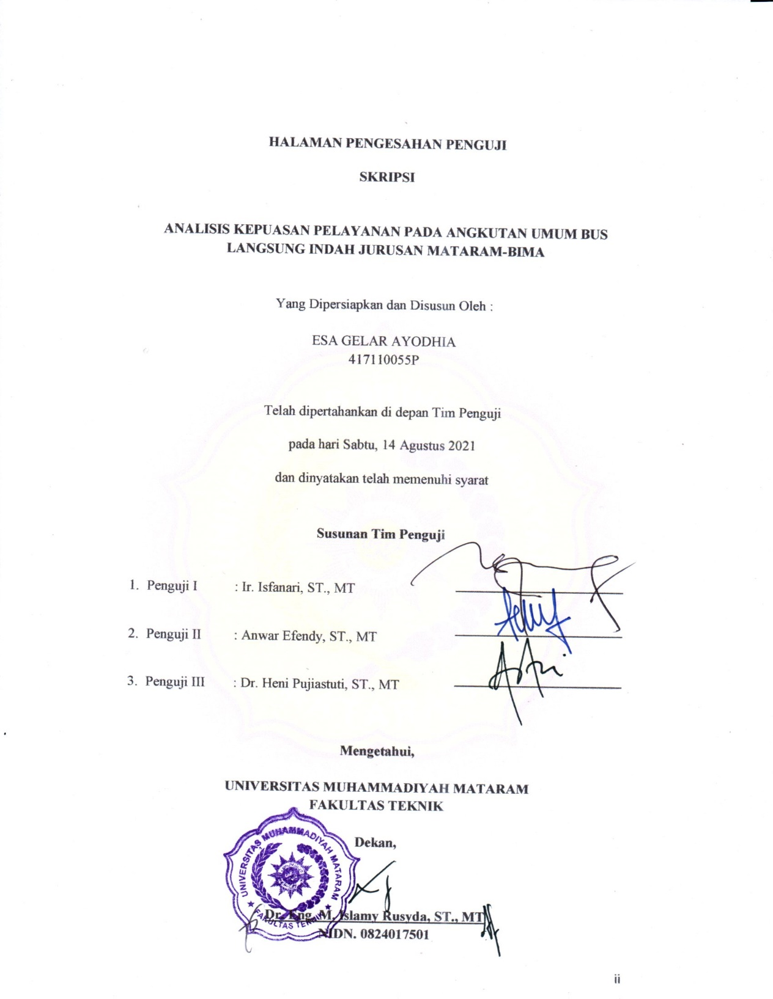 HALAMAN PENGESAHAN PENGUJI
SKRIPSI
ANALISIS KEPUASAN PELAYANAN PADA ANGKUTAN UMUM BUS
LANGSUNG INDAH JURUSAN MATARAM-BIMA
Yang Dipersiapkan dan Disusun Oleh :
ESA GELAR AYODHIA
417110055P
Telah dipertahankan di depan Tim Penguji
pada hari Sabtu, 14 Agustus 2021
dan dinyatakan telah memenuhi syarat
Susunan Tim Penguji
1. Penguji I : Ir. Isfanari, ST., MT
2. Penguji II : Anwar Efendy, ST., MT
3. Penguji III : Dr. Heni Pujiastuti, ST., MT
Mengetahui,
UNIVERSITAS MUHAMMADIYAH MATARAM
FAKULTAS TEKNIK
Dekan,
UNIVERSITAS MUHAMMADIYAH MATARAM
FAKULTAS TEKNIK
Dr. Eng. M. Islamy Rusyda, ST., MT
NIDN. 0824017501
ii